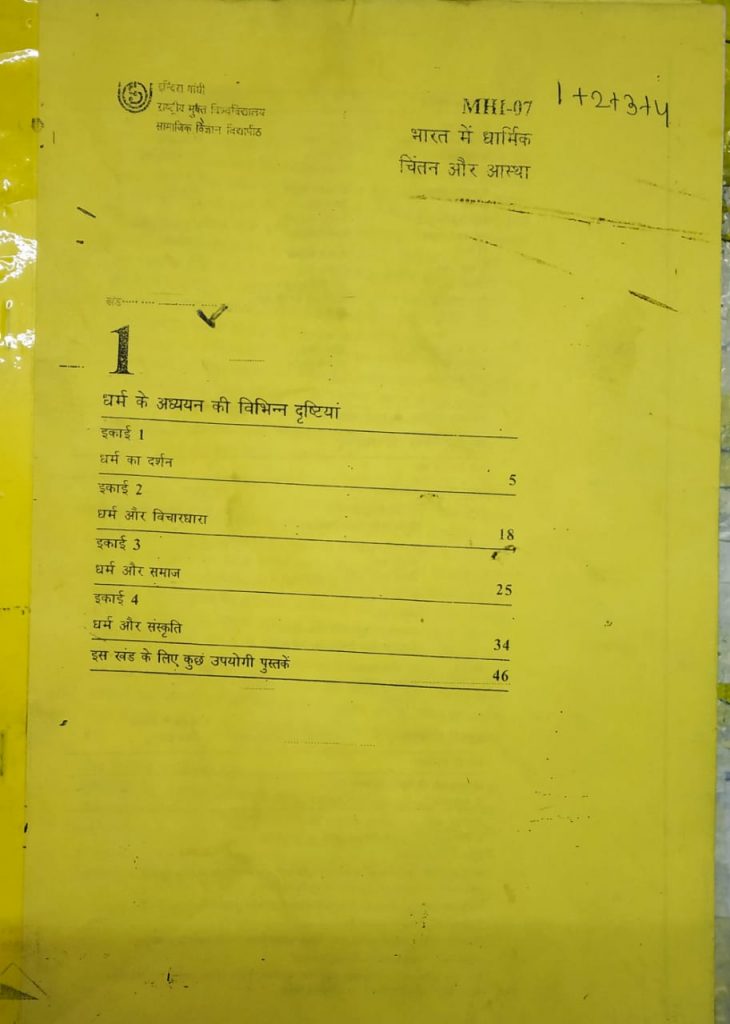 इन्दिरा गांधी
राष्ट्रीय मुक्त विश्वविद्यालय
सामाजिक विज्ञान विद्यापीठ
MHI-07
1+2+3+4
भारत में धार्मिक
चिंतन और आस्था
खंड
1
धर्म के अध्ययन की विभिन्न दृष्टियां
इकाई 1
धर्म का दर्शन 5
इकाई 2
धर्म और विचारधारा 18
इकाई 3
धर्म और समाज 25
इकाई 4
धर्म और संस्कृति 34
इस खंड के लिए कुछ उपयोगी पुस्तकें 46